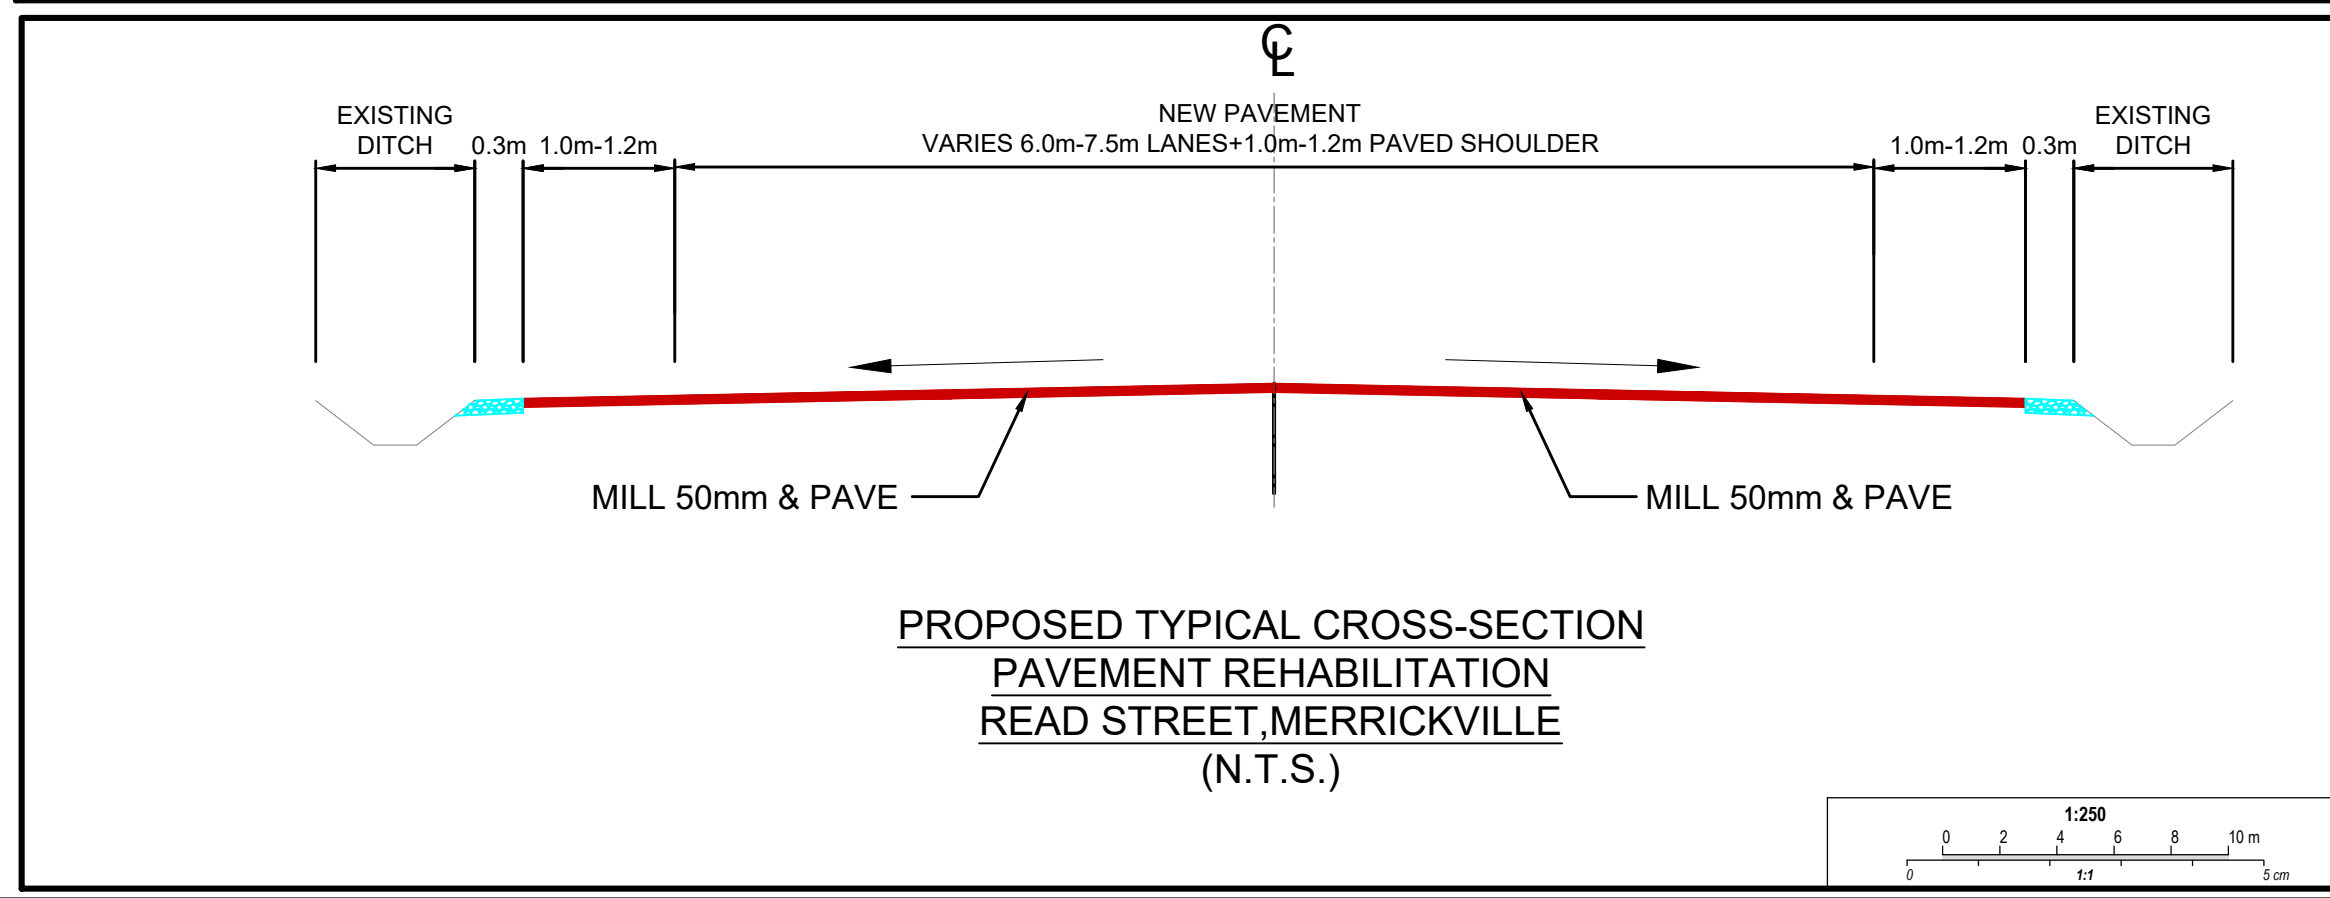 ℄
NEW PAVEMENT
VARIES 6.0m-7.5m LANES+1.0m-1.2m PAVED SHOULDER
EXISTING
DITCH
0.3m
1.0m-1.2m
1.0m-1.2m
0.3m
EXISTING
DITCH
MILL 50mm & PAVE
MILL 50mm & PAVE
PROPOSED TYPICAL CROSS-SECTION
PAVEMENT REHABILITATION
READ STREET,MERRICKVILLE
(N.T.S.)
1:250
0 2 4 6 8 10 m
0 1:1 5 cm